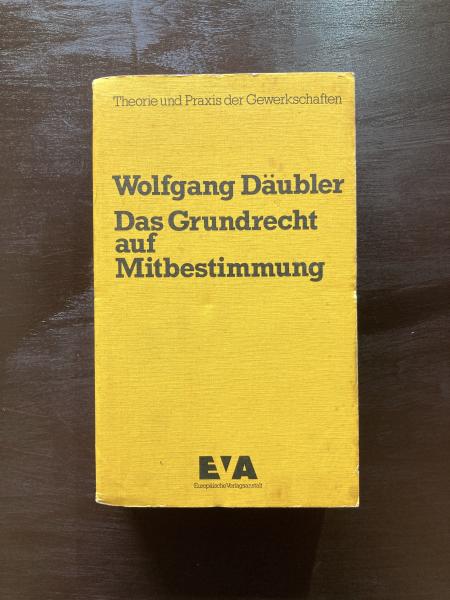 Theorie und Praxis der Gewerkschaften
Wolfgang Däubler
Das Grundrecht
auf
Mitbestimmung
EVA
Europäische Verlagsanstalt